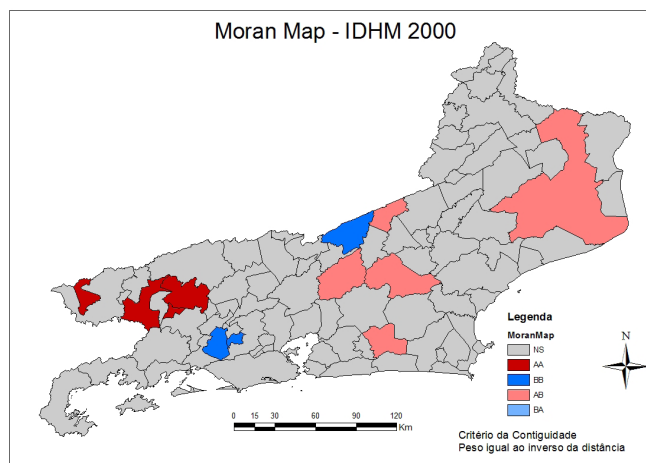 Moran Map - IDHM 2000
Legenda
MoranMap
NS
AA
BB
AB
BA
N
0 15 30 60 90 120
Km
Critério da Contiguidade
Peso igual ao inverso da distância